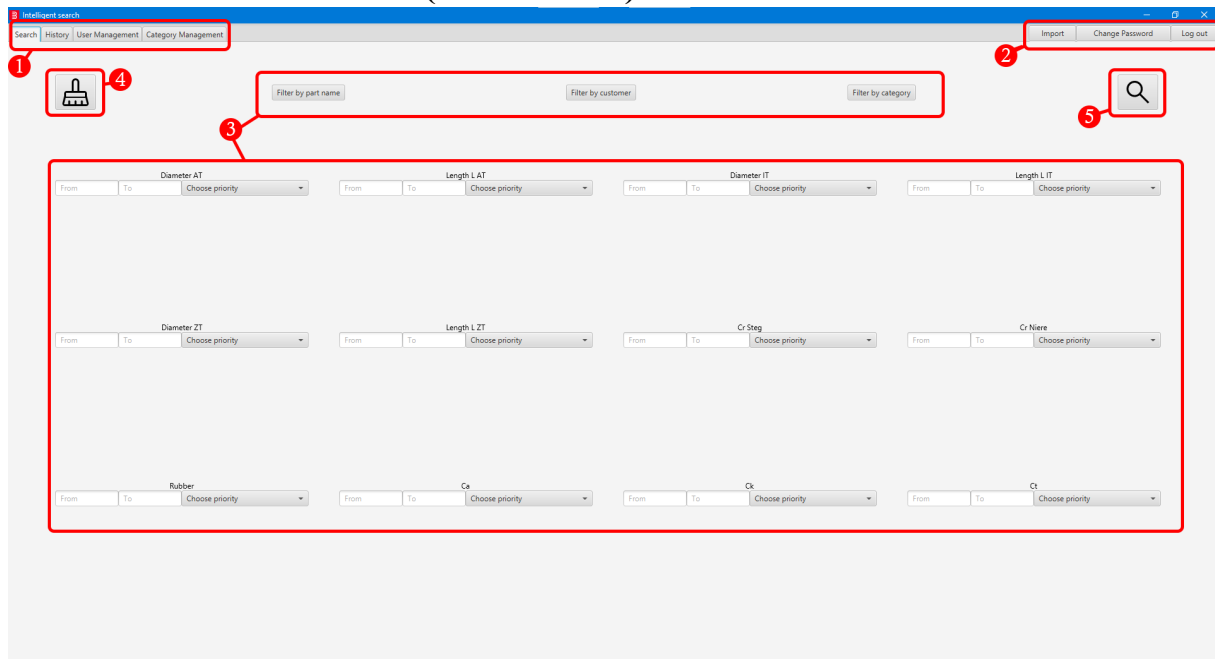 Intelligent search
Search History User Management Category Management Import Change Password Log out
1 2
4
Filter by part name Filter by customer Filter by category
5
3
Diameter AT Length L AT Diameter IT Length L IT
From To Choose priority From To Choose priority From To Choose priority From To Choose priority
Diameter ZT Length L ZT Cr Steg Cr Niere
From To Choose priority From To Choose priority From To Choose priority From To Choose priority
Rubber Ca Ck Ct
From To Choose priority From To Choose priority From To Choose priority From To Choose priority